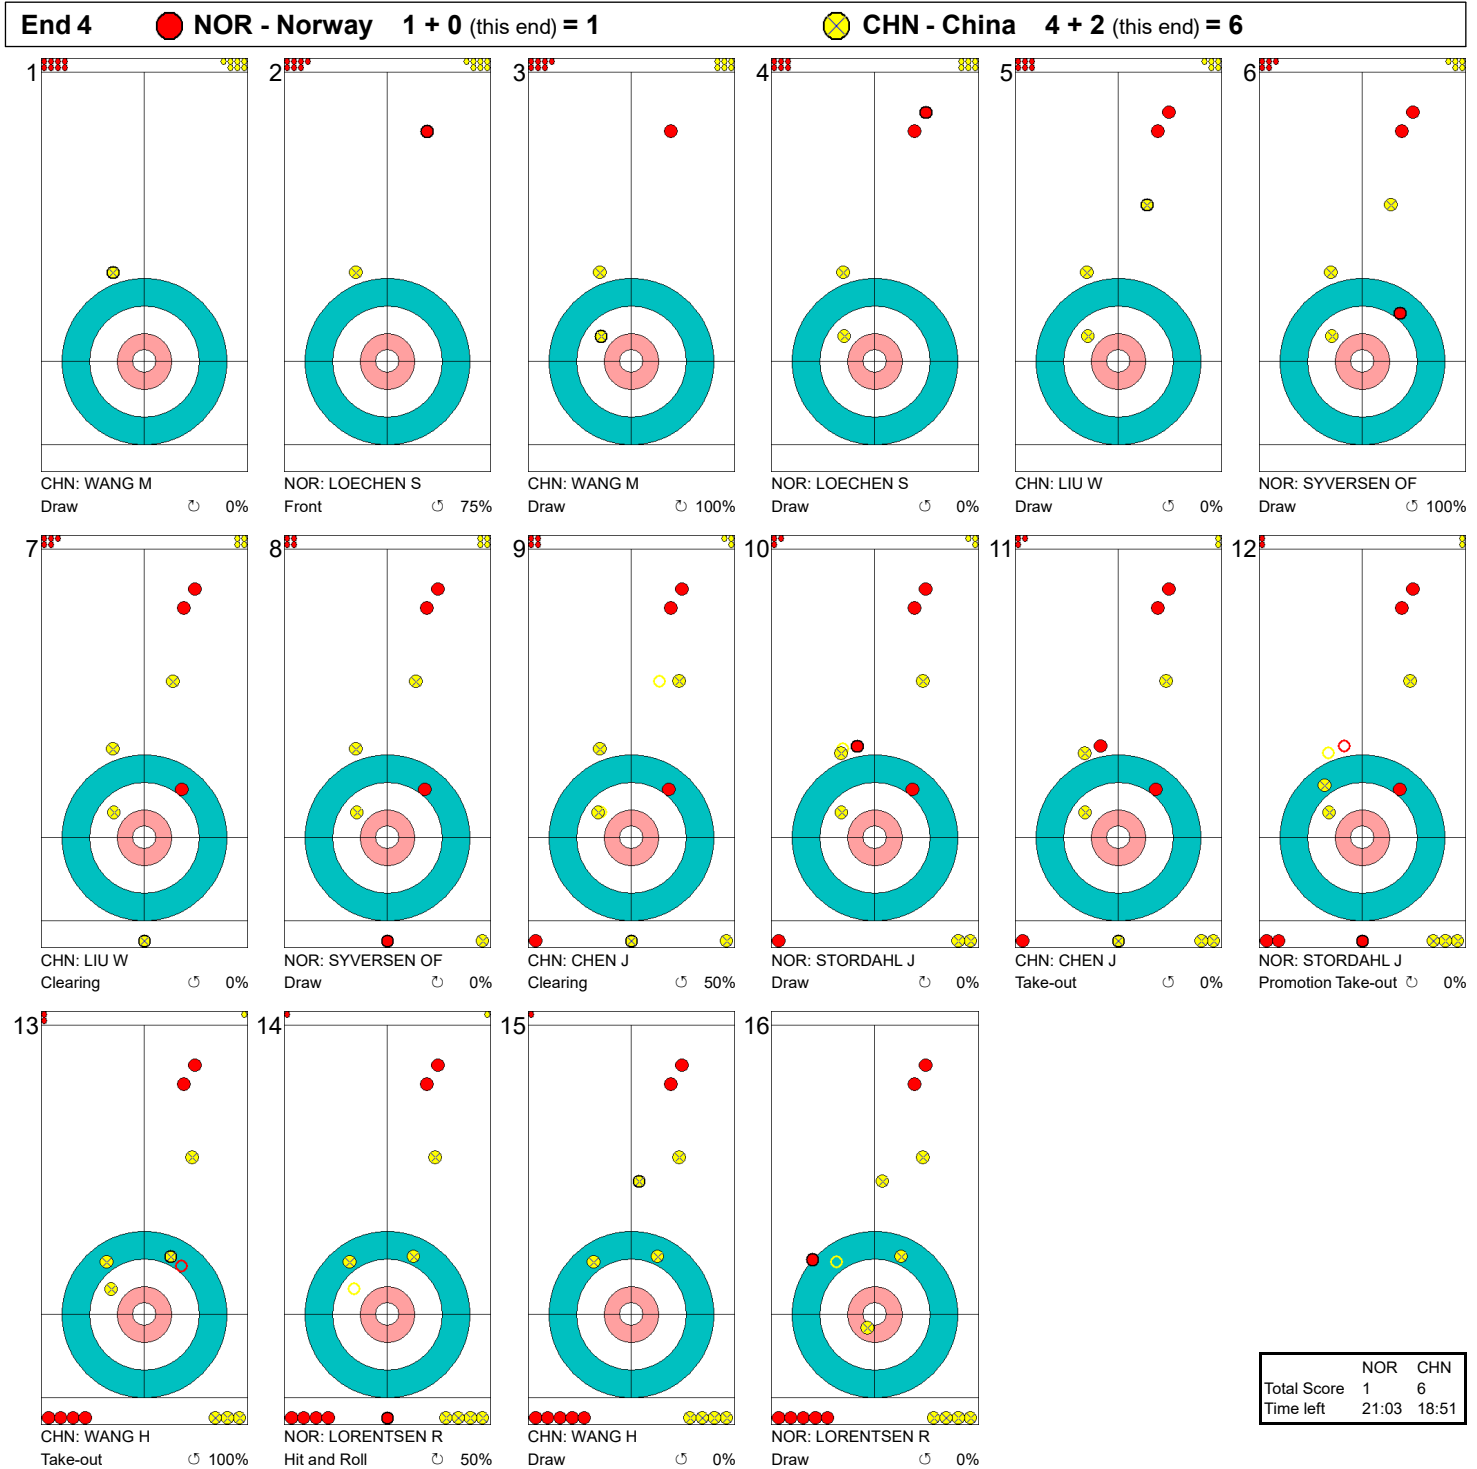 End 4 NOR - Norway 1 + 0 (this end) = 1 CHN - China 4 + 2 (this end) = 6
1 2 3 4 5 6
CHN: WANG M NOR: LOECHEN S CHN: WANG M NOR: LOECHEN S CHN: LIU W NOR: SYVERSEN OF
Draw ↻ 0% Front ↺ 75% Draw ↻ 100% Draw ↺ 0% Draw ↻ 0% Draw ↺ 100%
7 8 9 10 11 12
CHN: LIU W NOR: SYVERSEN OF CHN: CHEN J NOR: STORDAHL J CHN: CHEN J NOR: STORDAHL J
Clearing ↺ 0% Draw ↻ 0% Clearing ↺ 50% Draw ↻ 0% Take-out ↺ 0% Promotion Take-out ↻ 0%
13 14 15 16
CHN: WANG H NOR: LORENTSEN R CHN: WANG H NOR: LORENTSEN R
Take-out ↺ 100% Hit and Roll ↻ 50% Draw ↺ 0% Draw ↺ 0%
NOR CHN
Total Score 1 6
Time left 21:03 18:51